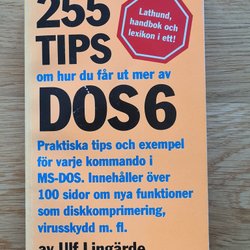 255
TIPS
Lathund,
handbok och
lexikon i ett!
om hur du får ut mer av
DOS 6
Praktiska tips och exempel
för varje kommando i
MS-DOS. Innehåller över
100 sidor om nya funktioner
som diskkomprimering,
virusskydd m. fl.
av Ulf Lingärde